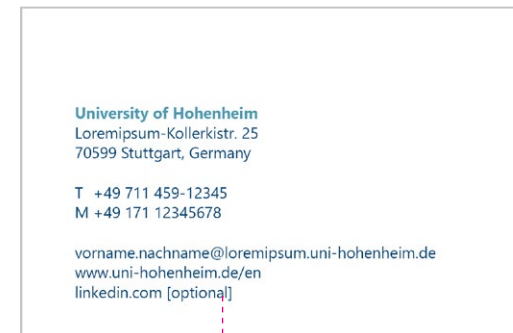 University of Hohenheim
Loremipsum-Kollerkistr. 25
70599 Stuttgart, Germany
T +49 711 459-12345
M +49 171 12345678
vorname.nachname@loremipsum.uni-hohenheim.de
www.uni-hohenheim.de/en
linkedin.com [optional]